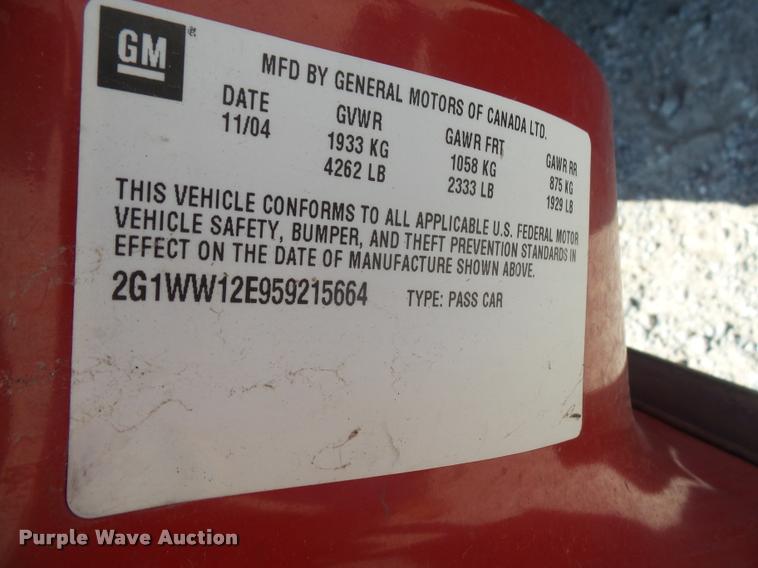 GM
MFD BY GENERAL MOTORS OF CANADA LTD.
DATE GVWR GAWR FRT GAWR RR
11/04 1933 KG 1058 KG 875 KG
4262 LB 2333 LB 1929 LB
THIS VEHICLE CONFORMS TO ALL APPLICABLE U.S. FEDERAL MOTOR
VEHICLE SAFETY, BUMPER, AND THEFT PREVENTION STANDARDS IN
EFFECT ON THE DATE OF MANUFACTURE SHOWN ABOVE.
2G1WW12E959215664 TYPE: PASS CAR
Purple Wave Auction